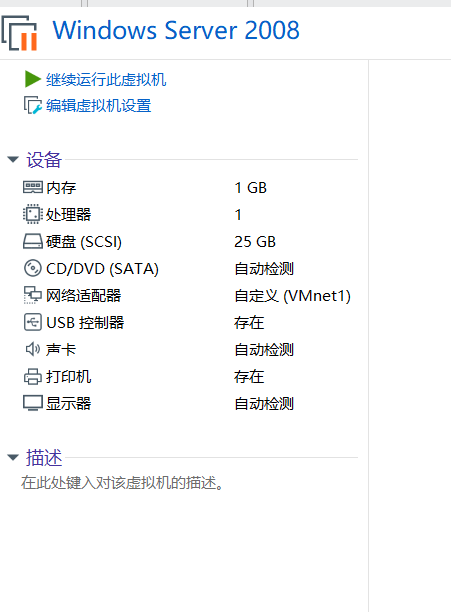 Windows Server 2008
继续运行此虚拟机
编辑虚拟机设置
设备
内存 1 GB
处理器 1
硬盘 (SCSI) 25 GB
CD/DVD (SATA) 自动检测
网络适配器 自定义 (VMnet1)
USB 控制器 存在
声卡 自动检测
打印机 存在
显示器 自动检测
描述
在此处键入对该虚拟机的描述。